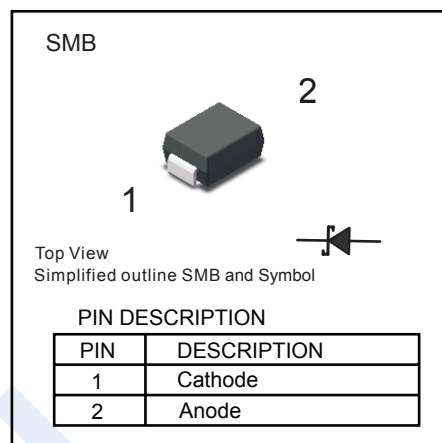 SMB
2
1
Top View
Simplified outline SMB and Symbol
PIN DESCRIPTION
PIN DESCRIPTION
1 Cathode
2 Anode